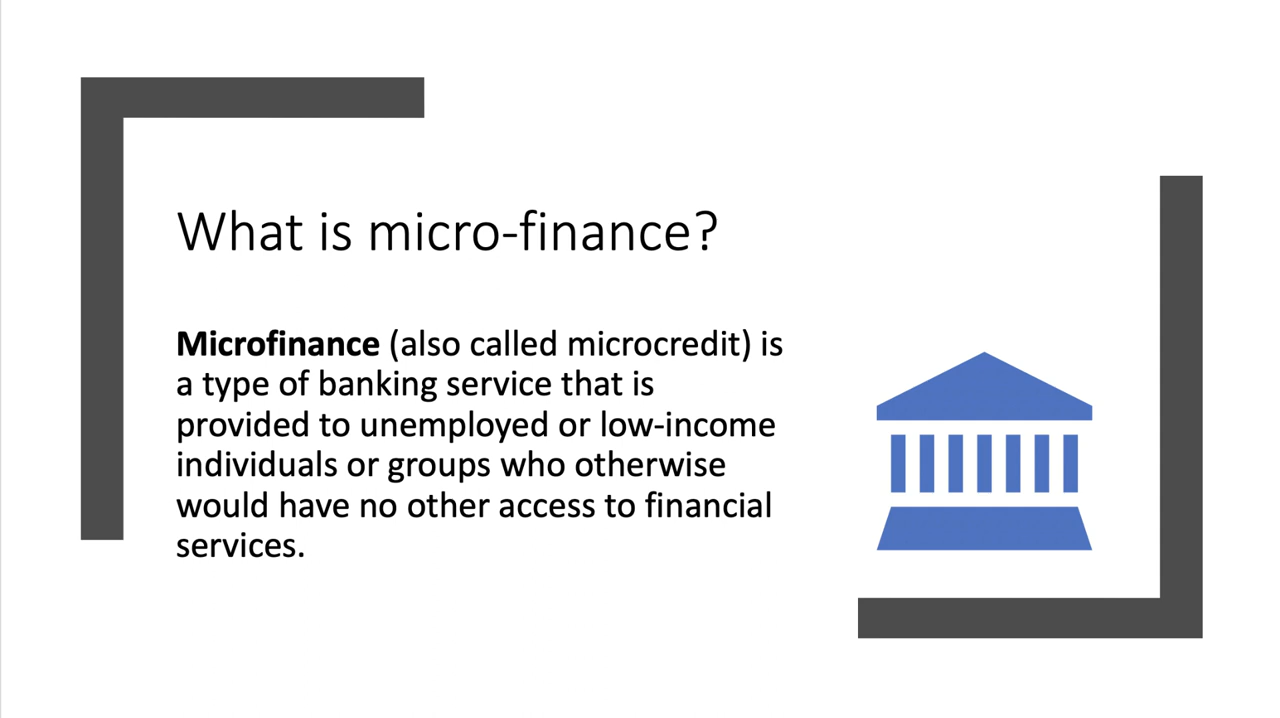 What is micro-finance?
Microfinance (also called microcredit) is
a type of banking service that is
provided to unemployed or low-income
individuals or groups who otherwise
would have no other access to financial
services.